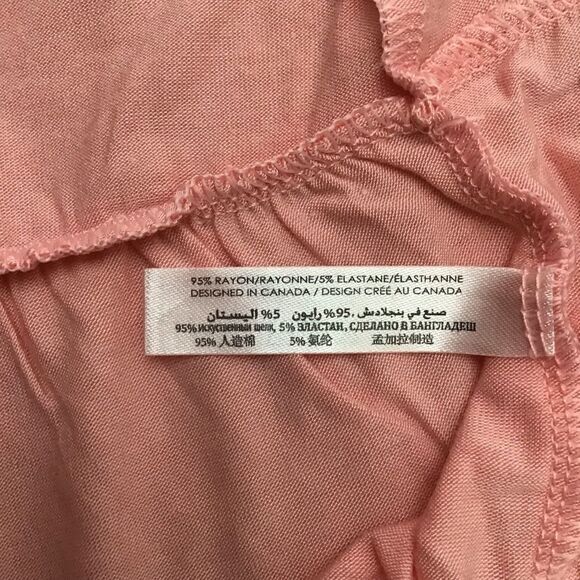 95% RAYON/RAYONNE/5% ELASTANE/ÉLASTHANNE
DESIGNED IN CANADA / DESIGN CRÉÉ AU CANADA
صنع في بنجلادش ,95% رايون 5% اليستان
95% искусственный шелк, 5% ЭЛАСТАН, СДЕЛАНО В БАНГЛАДЕШ
95% 人造棉 5% 氨纶 孟加拉制造